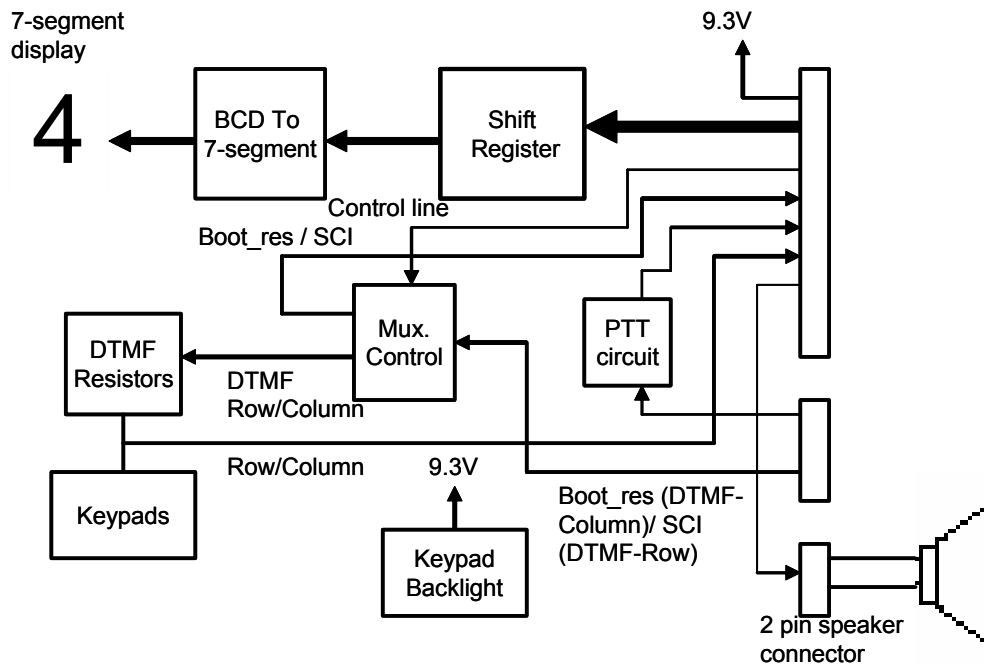 7-segment
display
9.3V
4
BCD To
7-segment
Shift
Register
Control line
Boot_res / SCI
Mux.
Control
PTT
circuit
DTMF
Resistors
DTMF
Row/Column
Row/Column
9.3V
Keypads
Boot_res (DTMF-
Column)/ SCI
(DTMF-Row)
Keypad
Backlight
2 pin speaker
connector